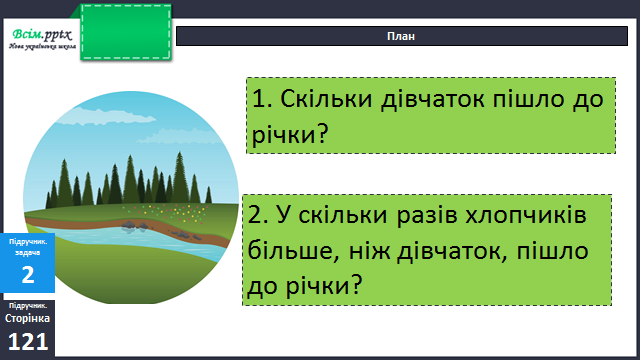 Всім.pptx
Нова українська школа
План
1. Скільки дівчаток пішло до
річки?
2. У скільки разів хлопчиків
більше, ніж дівчаток, пішло
до річки?
Підручник.
задача
2
Підручник.
Сторінка
121